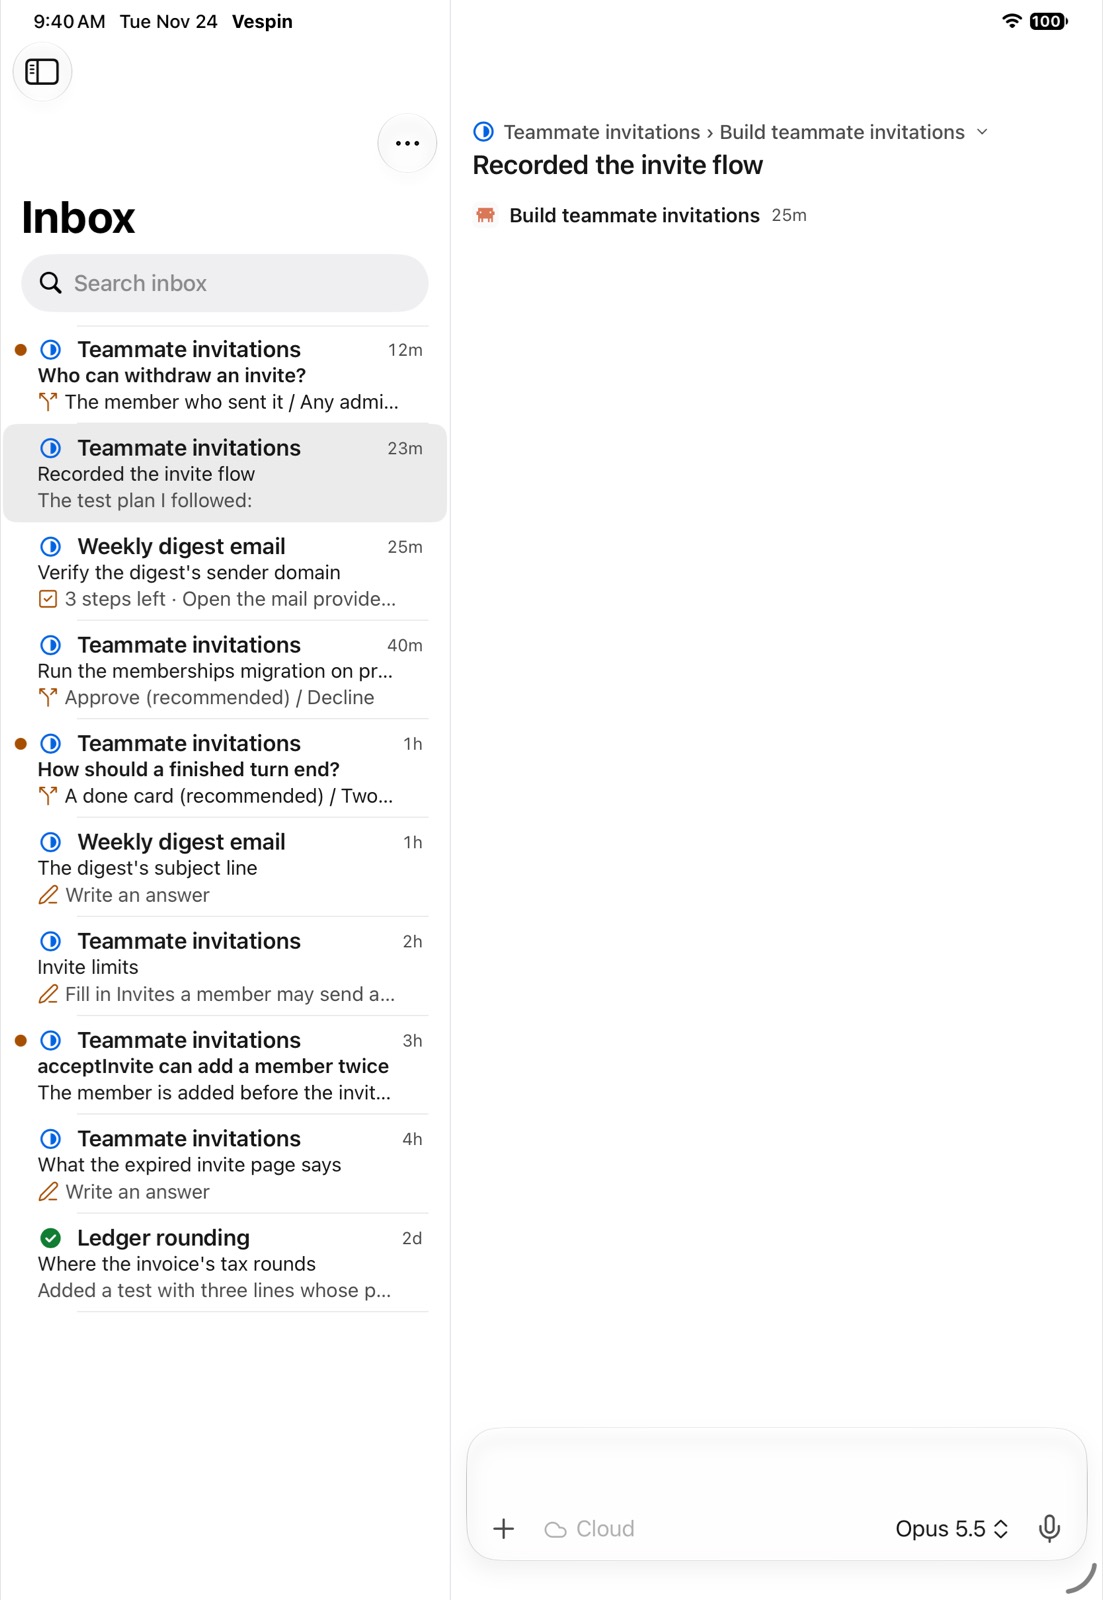 9:40 AM Tue Nov 24 Vespin
100
Inbox
Search inbox
Teammate invitations 12m
Who can withdraw an invite?
The member who sent it / Any admi...
Teammate invitations 23m
Recorded the invite flow
The test plan I followed:
Weekly digest email 25m
Verify the digest's sender domain
3 steps left · Open the mail provide...
Teammate invitations 40m
Run the memberships migration on pr...
Approve (recommended) / Decline
Teammate invitations 1h
How should a finished turn end?
A done card (recommended) / Two...
Weekly digest email 1h
The digest's subject line
Write an answer
Teammate invitations 2h
Invite limits
Fill in Invites a member may send a...
Teammate invitations 3h
acceptInvite can add a member twice
The member is added before the invit...
Teammate invitations 4h
What the expired invite page says
Write an answer
Ledger rounding 2d
Where the invoice's tax rounds
Added a test with three lines whose p...
Teammate invitations › Build teammate invitations
Recorded the invite flow
Build teammate invitations 25m
Cloud
Opus 5.5